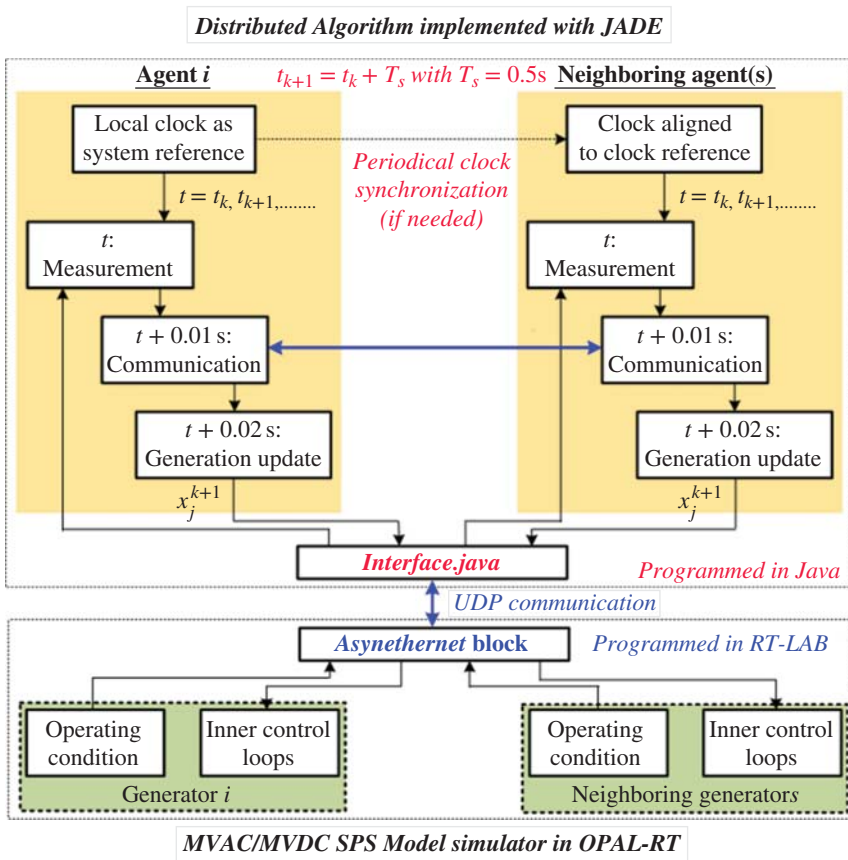 Distributed Algorithm implemented with JADE
Agent i
t_{k+1} = t_k + T_s with T_s = 0.5s
Neighboring agent(s)
Local clock as
system reference
Clock aligned
to clock reference
Periodical clock
synchronization
(if needed)
t = t_k, t_{k+1},........
t = t_k, t_{k+1},........
t:
Measurement
t:
Measurement
t + 0.01 s:
Communication
t + 0.01 s:
Communication
t + 0.02 s:
Generation update
t + 0.02 s:
Generation update
x_j^{k+1}
x_j^{k+1}
Interface.java
Programmed in Java
UDP communication
Asynethernet block
Programmed in RT-LAB
Operating
condition
Inner control
loops
Generator i
Operating
condition
Inner control
loops
Neighboring generators
MVAC/MVDC SPS Model simulator in OPAL-RT